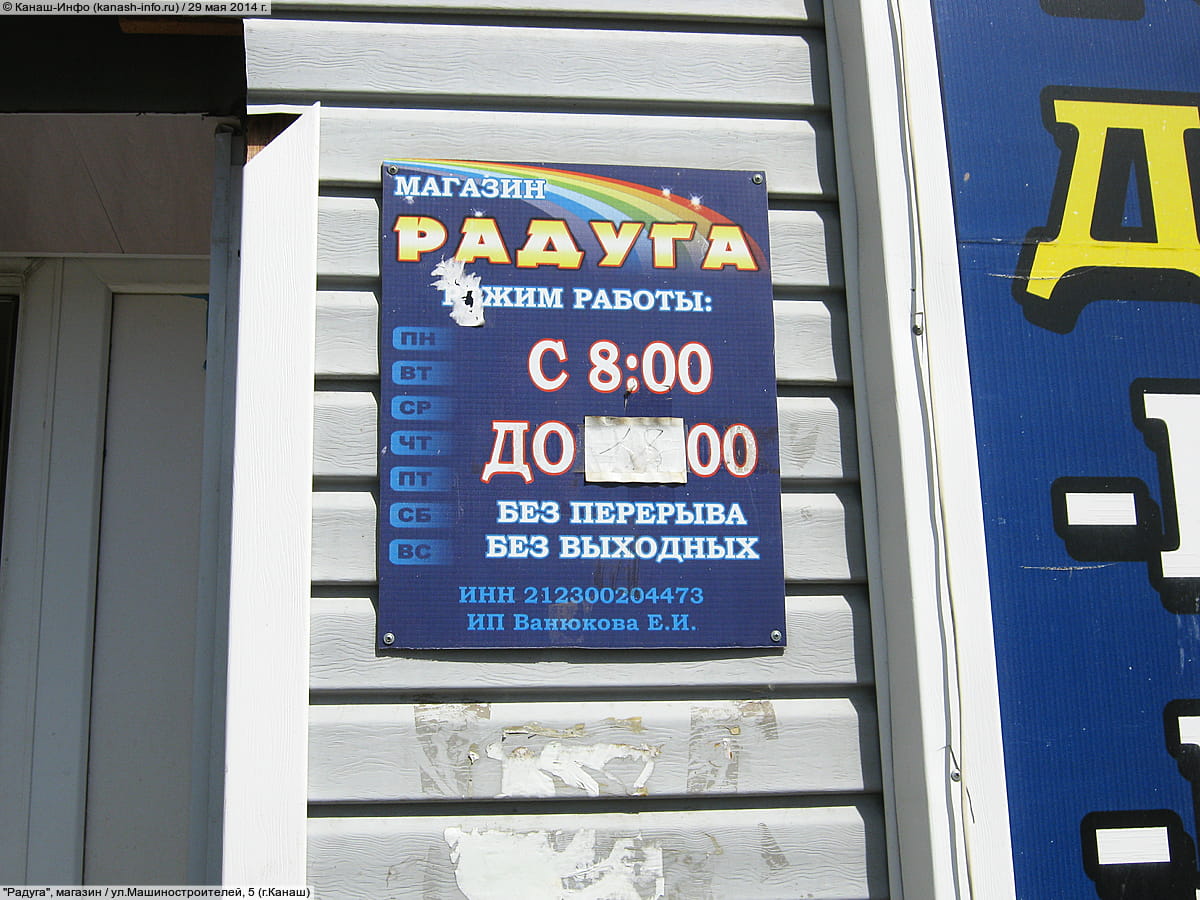 © Канаш-Инфо (kanash-info.ru) / 29 мая 2014 г.
МАГАЗИН
РАДУГА
РЕЖИМ РАБОТЫ:
ПН
ВТ
СР
ЧТ
ПТ
СБ
ВС
С 8:00
ДО 18 00
БЕЗ ПЕРЕРЫВА
БЕЗ ВЫХОДНЫХ
ИНН 212300204473
ИП Ванюкова Е.И.
Д
"Радуга", магазин / ул.Машиностроителей, 5 (г.Канаш)